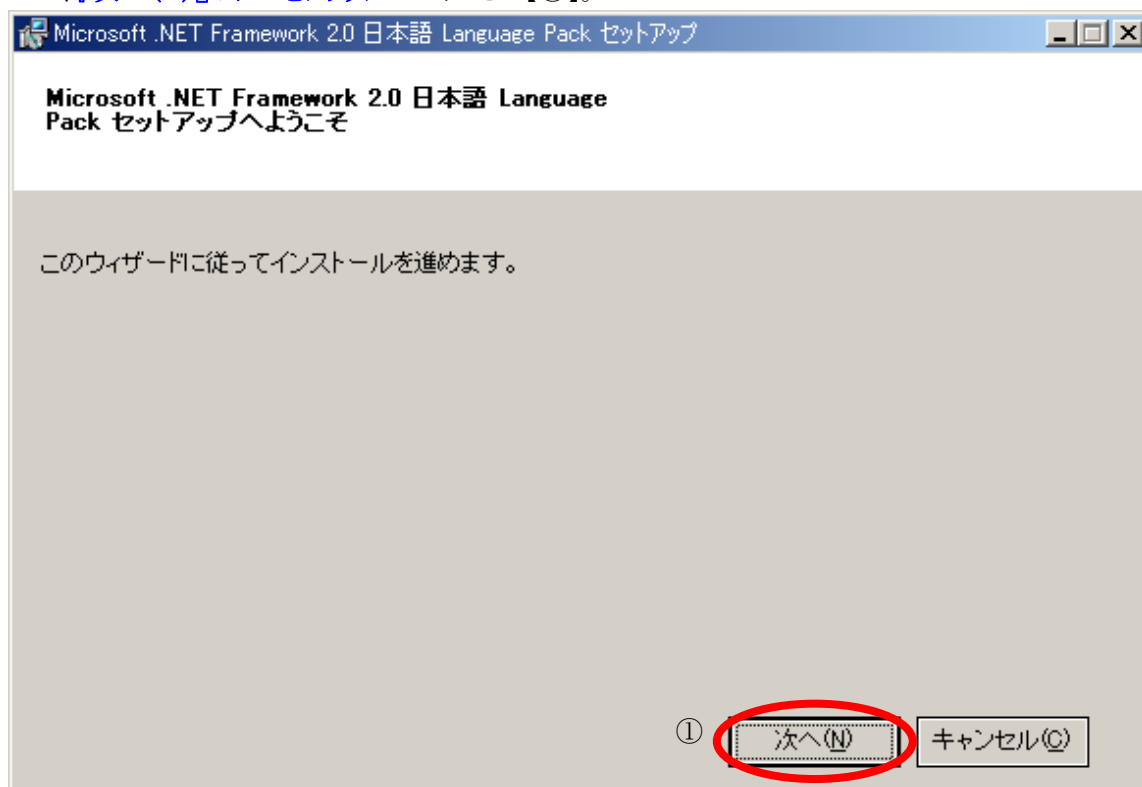 Microsoft .NET Framework 2.0 日本語 Language Pack セットアップ
Microsoft .NET Framework 2.0 日本語 Language
Pack セットアップへようこそ
このウィザードに従ってインストールを進めます。
① 次へ(N) キャンセル(C)